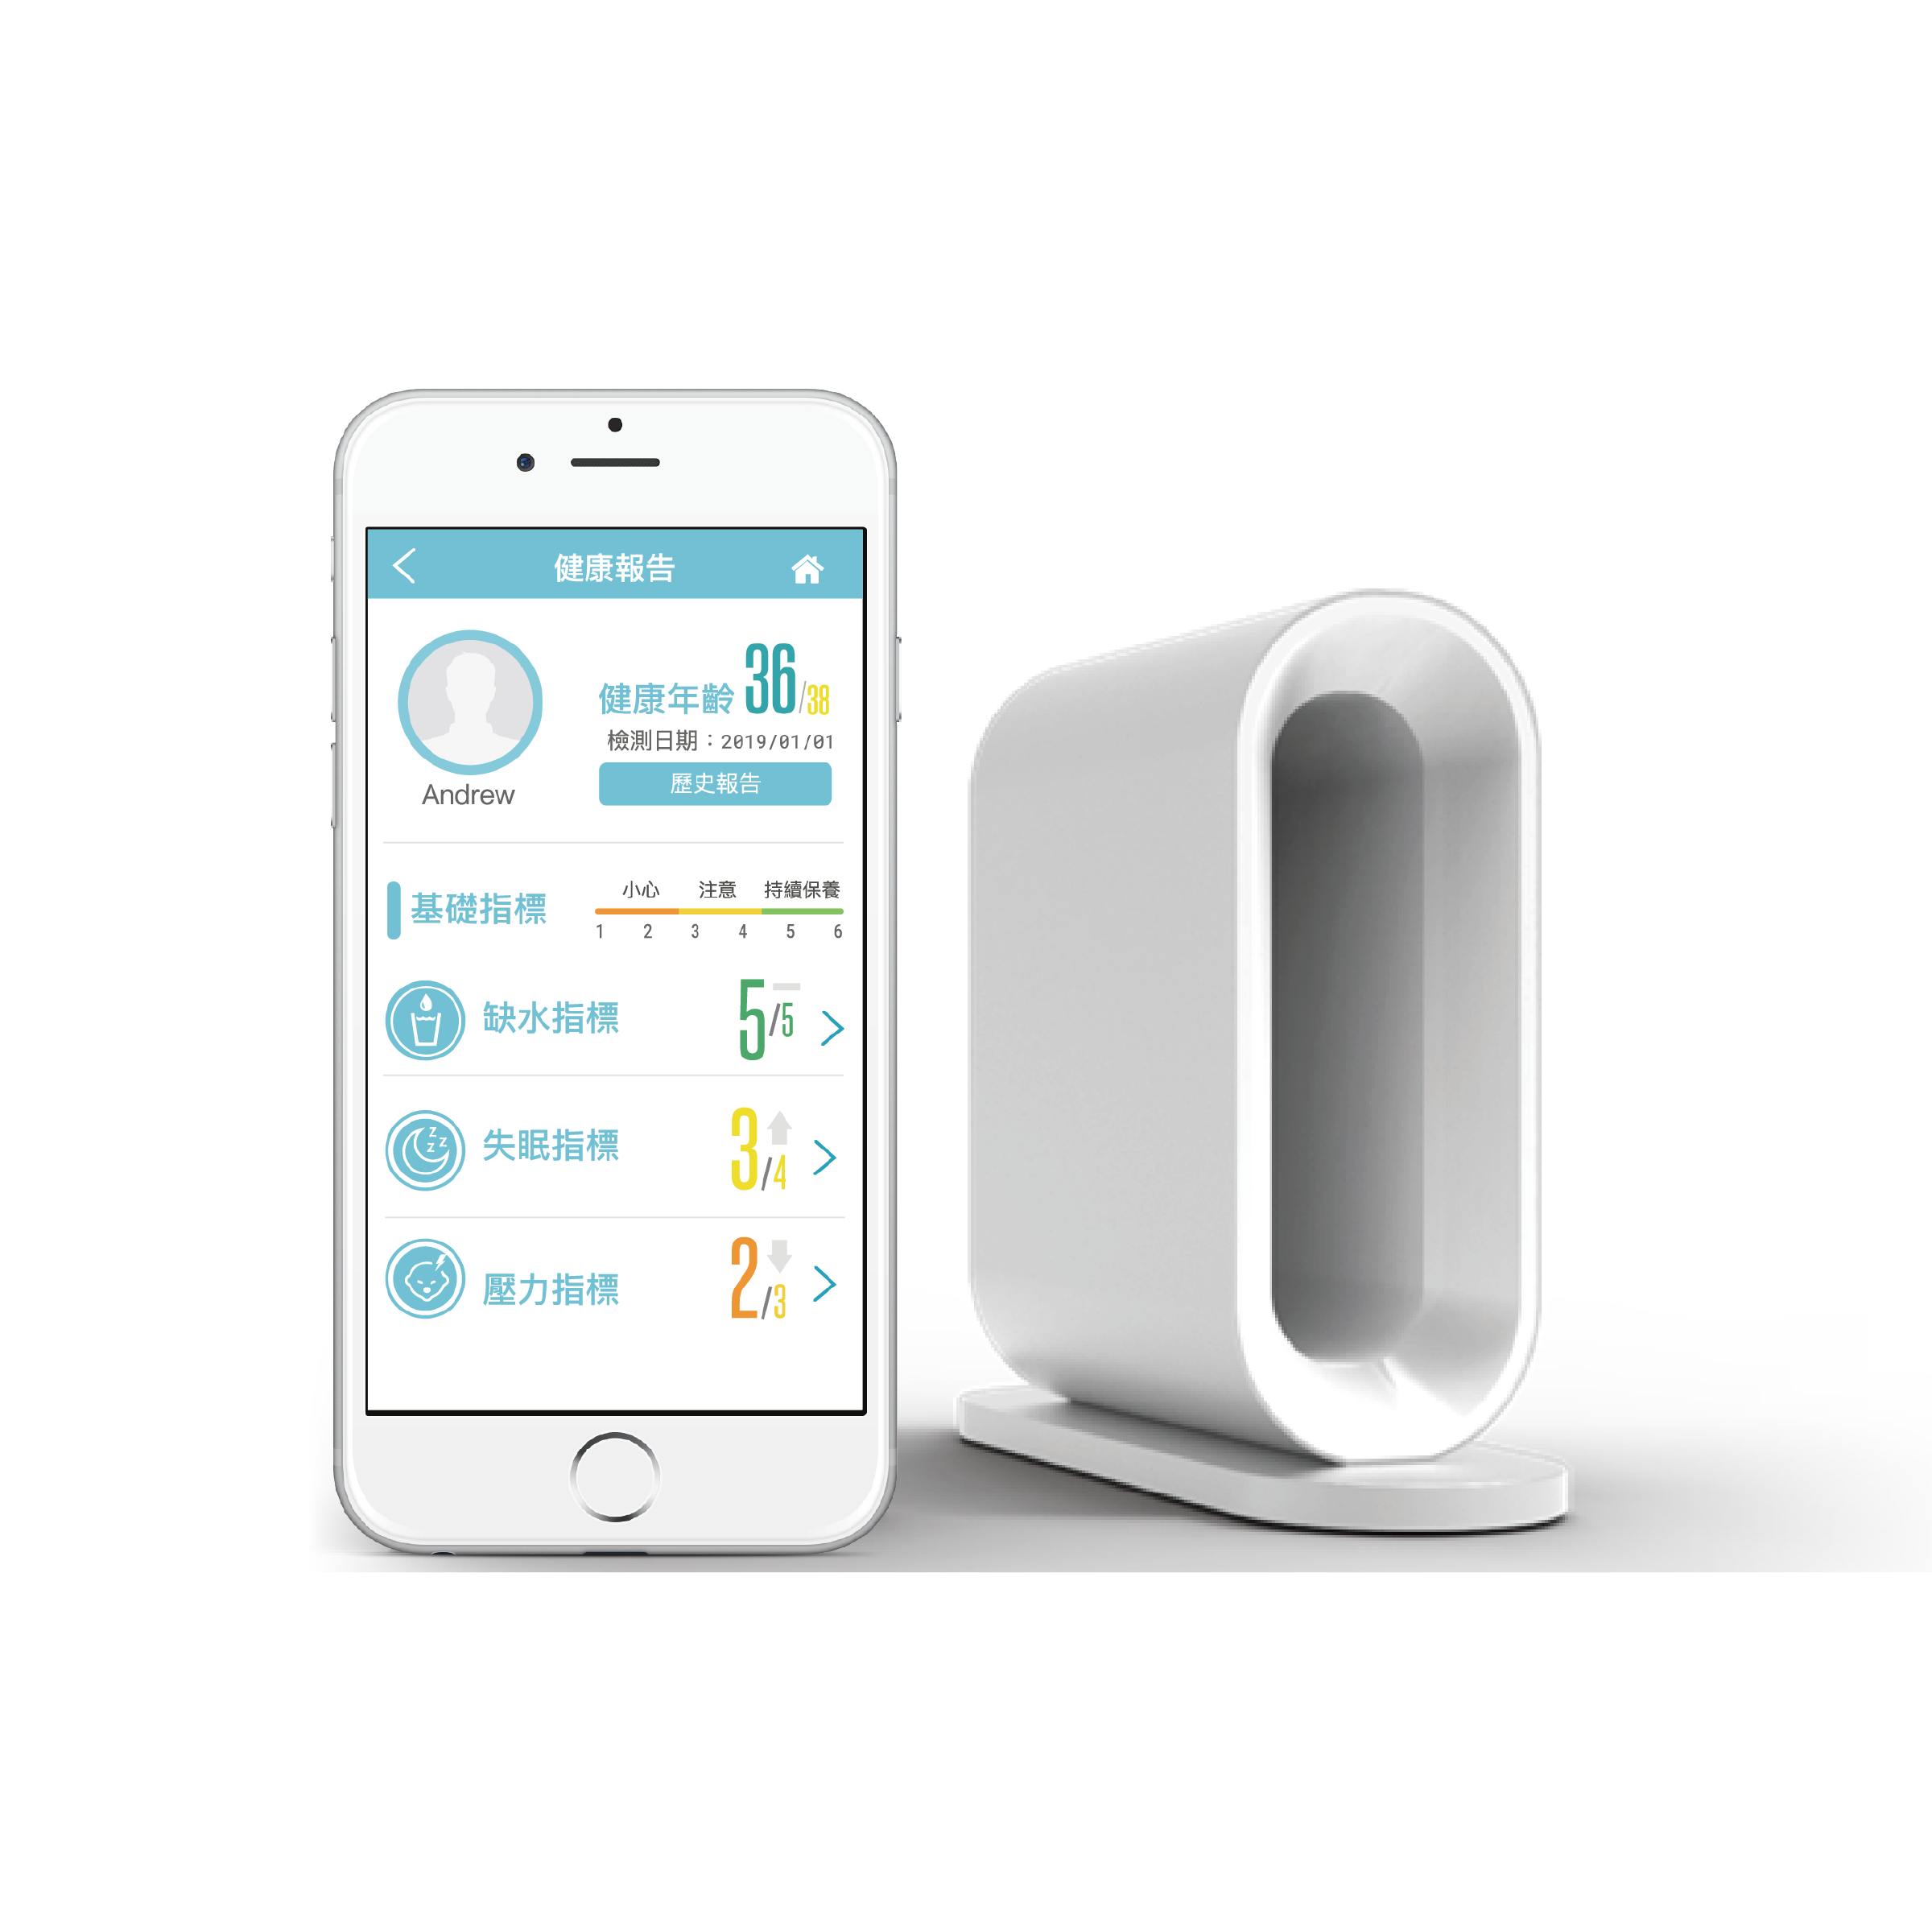 健康報告
健康年齡 36/38
檢測日期：2019/01/01
歷史報告
Andrew
小心 注意 持續保養
基礎指標
1 2 3 4 5 6
缺水指標 5/5
z z z
失眠指標 3/4
壓力指標 2/3